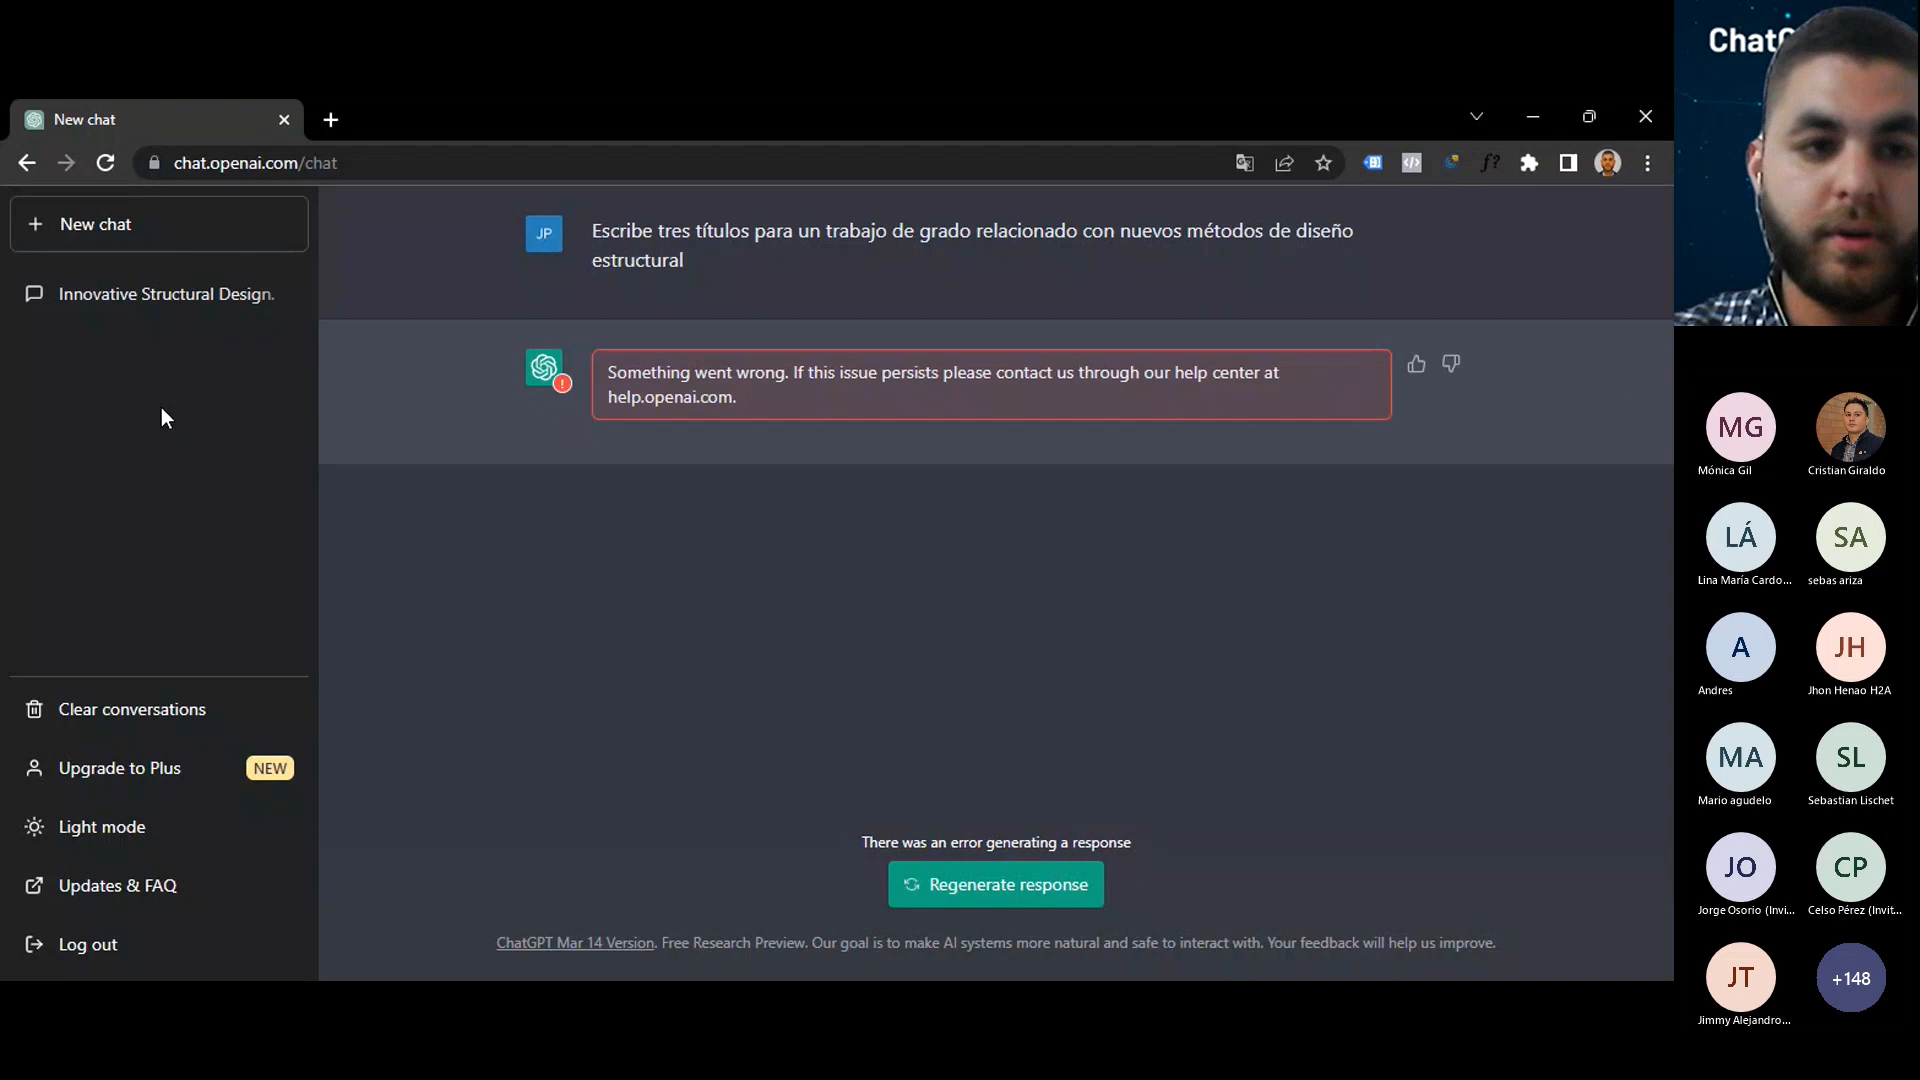 New chat
chat.openai.com/chat
New chat
Innovative Structural Design.
Clear conversations
Upgrade to Plus
NEW
Light mode
Updates & FAQ
Log out
JP
Escribe tres títulos para un trabajo de grado relacionado con nuevos métodos de diseño
estructural
Something went wrong. If this issue persists please contact us through our help center at
help.openai.com.
There was an error generating a response
Regenerate response
ChatGPT Mar 14 Version. Free Research Preview. Our goal is to make AI systems more natural and safe to interact with. Your feedback will help us improve.
Chat
MG
Mónica Gil
Cristian Giraldo
LÁ
Lina María Cardo...
SA
sebas ariza
A
Andres
JH
Jhon Henao H2A
MA
Mario agudelo
SL
Sebastian Lischet
JO
Jorge Osorio (Invi...
CP
Celso Pérez (Invit...
JT
Jimmy Alejandro...
+148